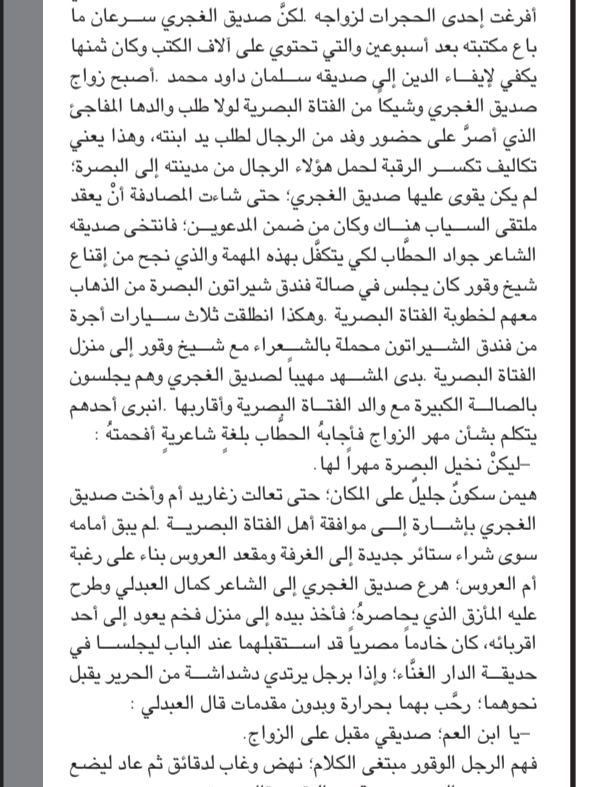 أفرغت إحدى الحجرات لزواجه. لكنَّ صديق الغجري سرعان ما
باع مكتبته بعد أسبوعين والتي تحتوي على آلاف الكتب وكان ثمنها
يكفي لإيفاء الدين إلى صديقه سلمان داود محمد. أصبح زواج
صديق الغجري وشيكاً من الفتاة البصرية لولا طلب والدها المفاجئ
الذي أصرَّ على حضور وفد من الرجال لطلب يد ابنته، وهذا يعني
تكاليف تكسر الرقبة لحمل هؤلاء الرجال من مدينته إلى البصرة؛
لم يكن يقوى عليها صديق الغجري؛ حتى شاءت المصادفة أنْ يعقد
ملتقى السياب هناك وكان من ضمن المدعوين؛ فانتخى صديقه
الشاعر جواد الحطَّاب لكي يتكفَّل بهذه المهمة والذي نجح من إقناع
شيخ وقور كان يجلس في صالة فندق شيراتون البصرة من الذهاب
معهم لخطوبة الفتاة البصرية. وهكذا انطلقت ثلاث سيارات أجرة
من فندق الشيراتون محملة بالشعراء مع شيخ وقور إلى منزل
الفتاة البصرية. بدى المشهد مهيباً لصديق الغجري وهم يجلسون
بالصالة الكبيرة مع والد الفتاة البصرية وأقاربها. انبرى أحدهم
يتكلم بشأن مهر الزواج فأجابهُ الحطَّاب بلغةٍ شاعريةٍ أفحمتهُ :
–ليكنْ نخيل البصرة مهراً لها.
هيمن سكونٌ جليلٌ على المكان؛ حتى تعالت زغاريد أم وأخت صديق
الغجري بإشارة إلى موافقة أهل الفتاة البصرية. لم يبق أمامه
سوى شراء ستائر جديدة إلى الغرفة ومقعد العروس بناء على رغبة
أم العروس؛ هرع صديق الغجري إلى الشاعر كمال العبدلي وطرح
عليه المأزق الذي يحاصرهُ؛ فأخذ بيده إلى منزل فخم يعود إلى أحد
اقربائه، كان خادماً مصرياً قد استقبلهما عند الباب ليجلسا في
حديقة الدار الغنَّاء؛ وإذا برجل يرتدي دشداشة من الحرير يقبل
نحوهما؛ رحَّب بهما بحرارة وبدون مقدمات قال العبدلي :
–يا ابن العم؛ صديقي مقبل على الزواج.
فهم الرجل الوقور مبتغى الكلام؛ نهض وغاب لدقائق ثم عاد ليضع